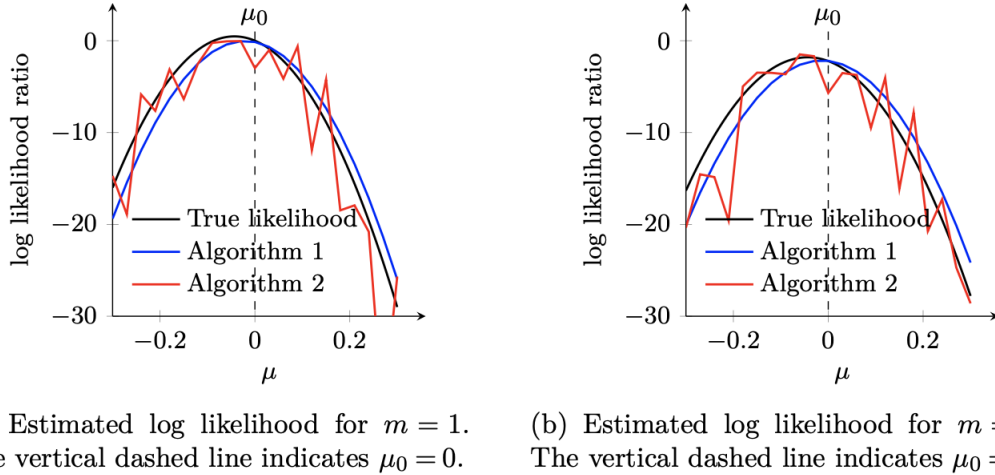 μ₀
0
−10
−20
−30
log likelihood ratio
True likelihood
Algorithm 1
Algorithm 2
−0.2
0
0.2
μ
Estimated log likelihood for m = 1.
vertical dashed line indicates μ₀ = 0.
μ₀
0
−10
−20
−30
log likelihood ratio
True likelihood
Algorithm 1
Algorithm 2
−0.2
0
0.2
μ
(b) Estimated log likelihood for m =
The vertical dashed line indicates μ₀ =